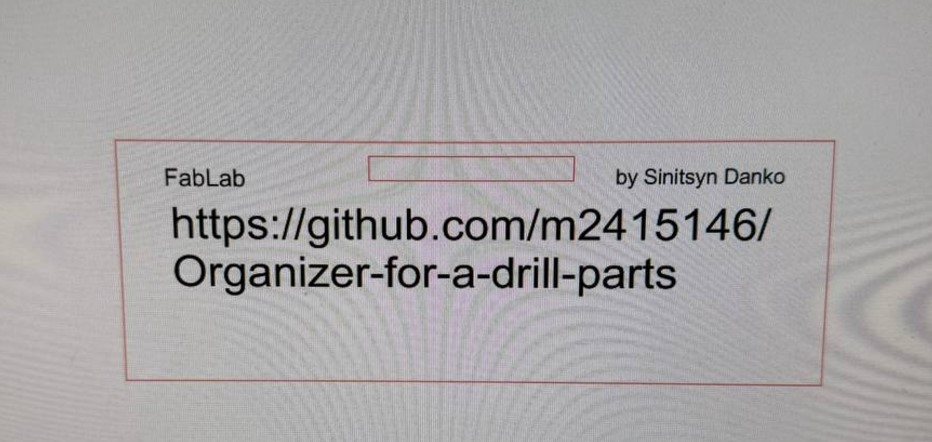 FabLab by Sinitsyn Danko
https://github.com/m2415146/
Organizer-for-a-drill-parts